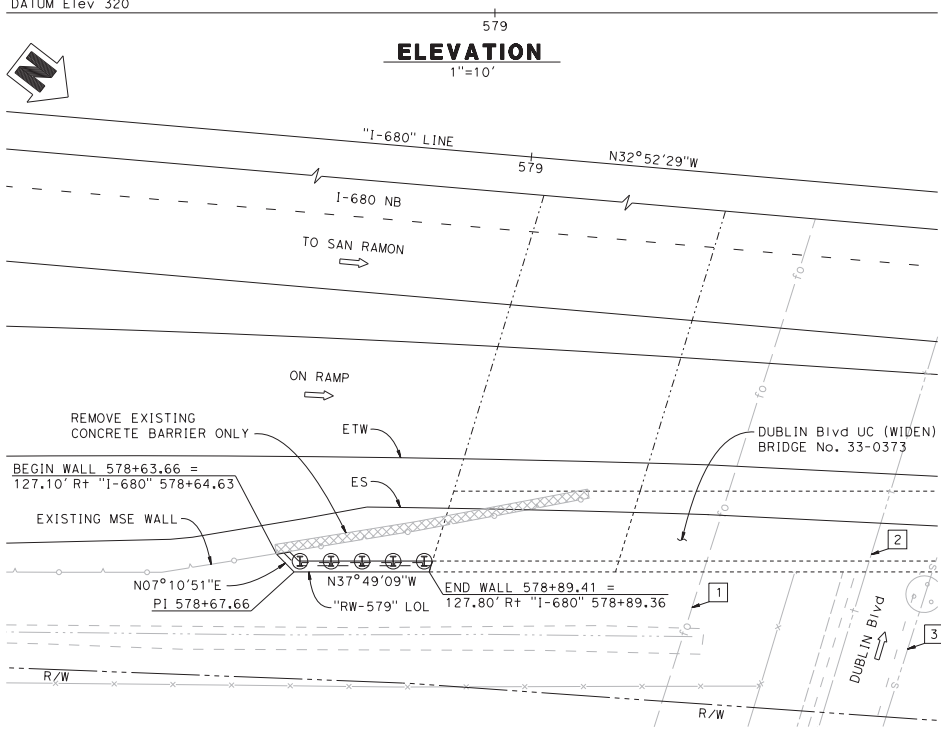 DATUM Elev 320
579
ELEVATION
1"=10'
N
"I-680" LINE
579
N32°52'29"W
I-680 NB
TO SAN RAMON
fo
ON RAMP
fo
REMOVE EXISTING
CONCRETE BARRIER ONLY
ETW
DUBLIN Blvd UC (WIDEN)
BRIDGE No. 33-0373
BEGIN WALL 578+63.66 =
127.10' Rt "I-680" 578+64.63
ES
EXISTING MSE WALL
2
N07°10'51"E
N37°49'09"W
END WALL 578+89.41 =
127.80' Rt "I-680" 578+89.36
PI 578+67.66
"RW-579" LOL
1
fo
DUBLIN Blvd
3
s
s
R/W
R/W